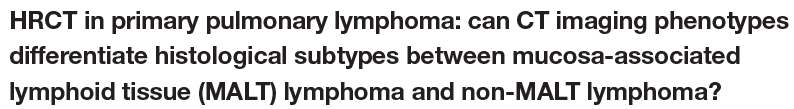 HRCT in primary pulmonary lymphoma: can CT imaging phenotypes
differentiate histological subtypes between mucosa-associated
lymphoid tissue (MALT) lymphoma and non-MALT lymphoma?